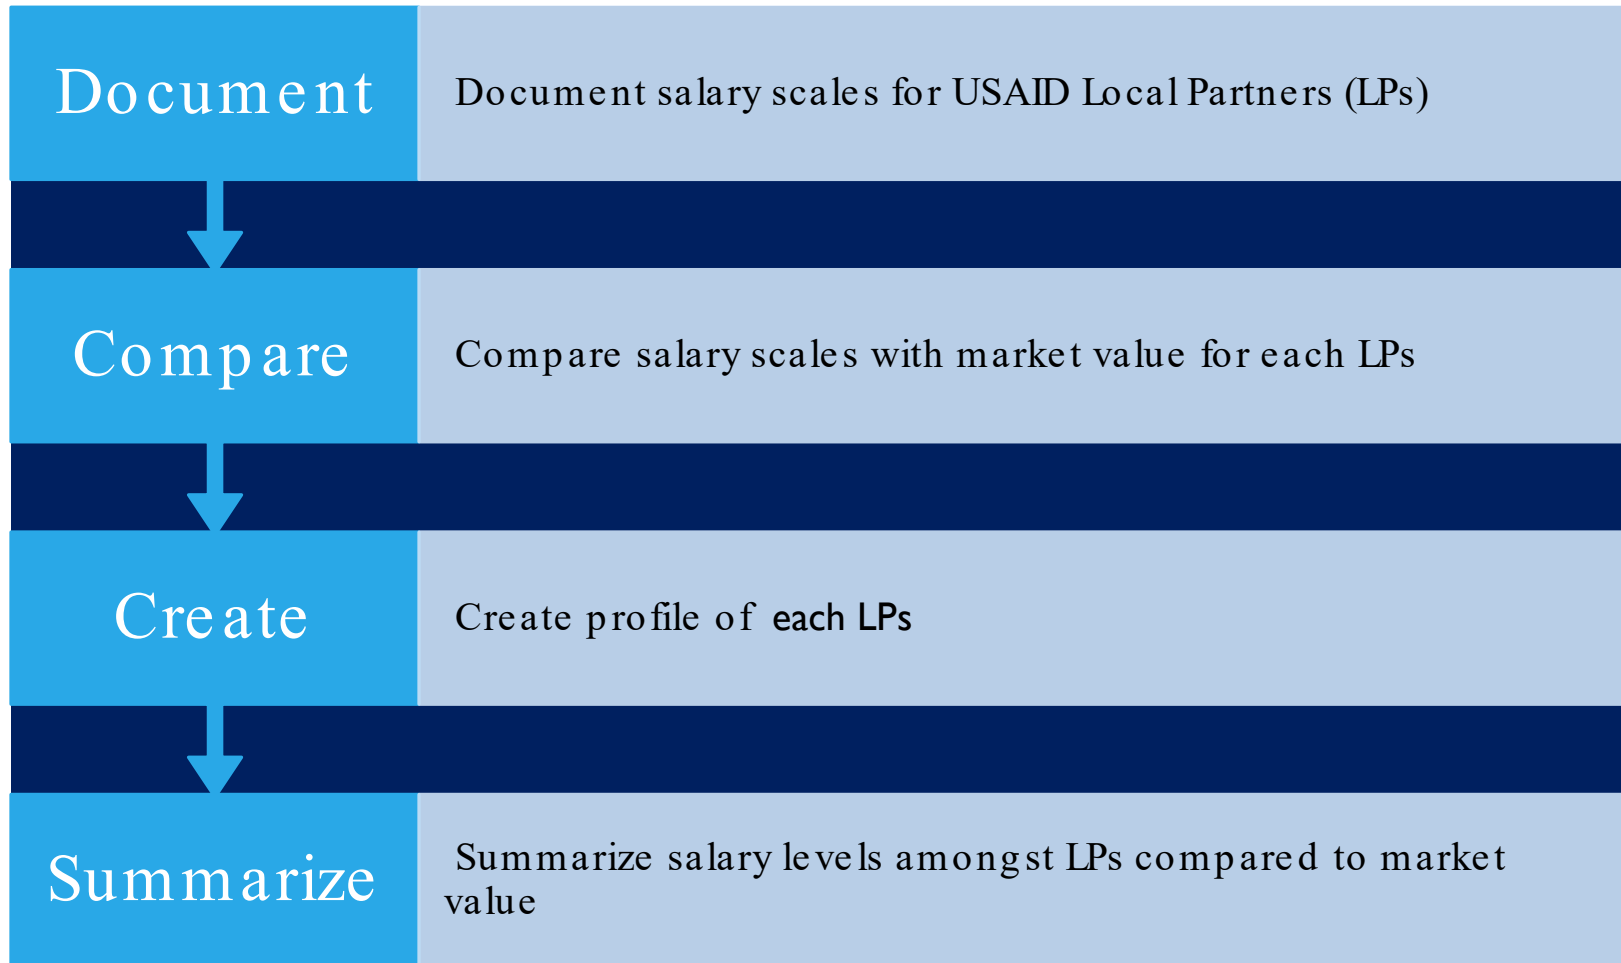 Document
Document salary scales for USAID Local Partners (LPs)
Compare
Compare salary scales with market value for each LPs
Create
Create profile of each LPs
Summarize
Summarize salary levels amongst LPs compared to market
value